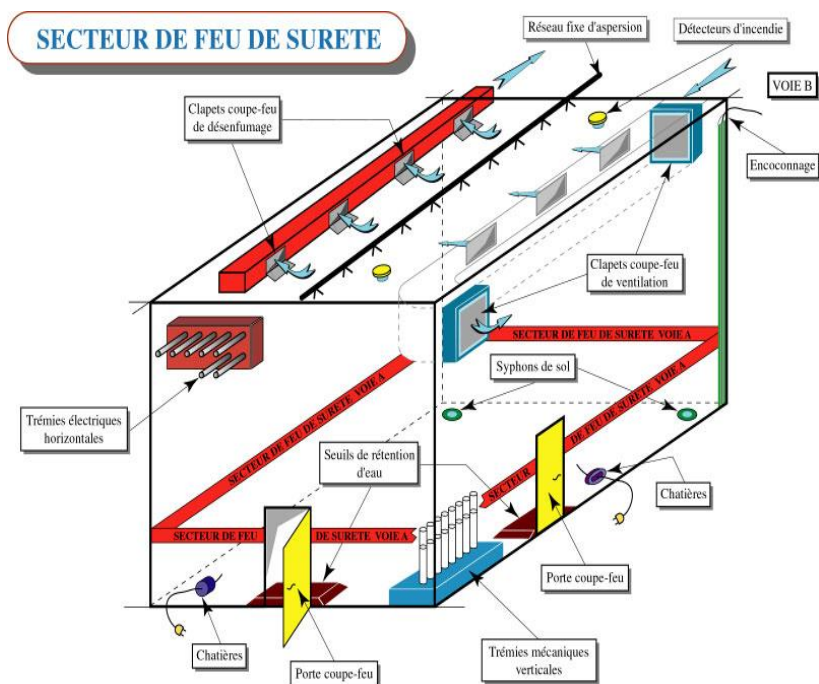 SECTEUR DE FEU DE SURETE
Réseau fixe d'aspersion
Détecteurs d'incendie
VOIE B
Clapets coupe-feu
de désenfumage
Encoconnage
Clapets coupe-feu
de ventilation
SECTEUR DE FEU DE SURETE VOIE A
SECTEUR DE FEU DE SURETE VOIE A
Syphons de sol
Trémies électriques
horizontales
Seuils de rétention
d'eau
SECTEUR DE FEU DE SURETE VOIE A
Chatières
SECTEUR DE FEU DE SURETE VOIE A
Porte coupe-feu
Chatières
Porte coupe-feu
Trémies mécaniques
verticales